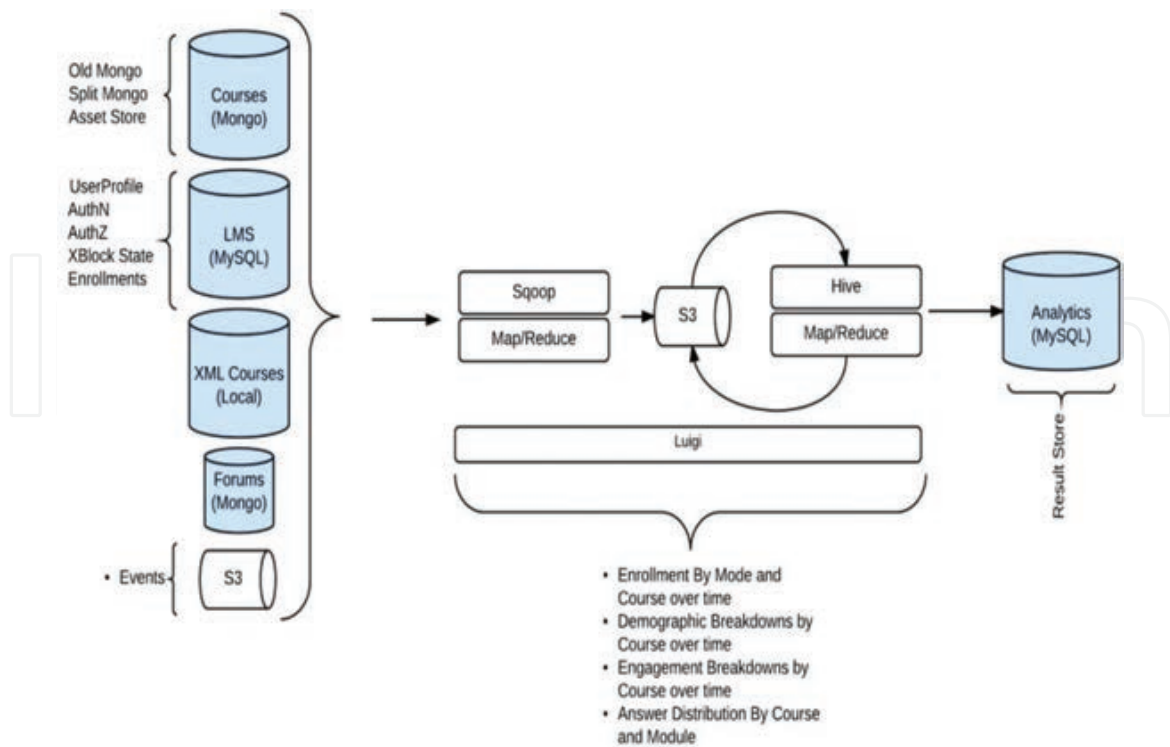 Old Mongo
Split Mongo
Asset Store
Courses
(Mongo)
UserProfile
AuthN
AuthZ
XBlock State
Enrollments
LMS
(MySQL)
XML Courses
(Local)
Forums
(Mongo)
• Events
S3
Sqoop
Map/Reduce
S3
Hive
Map/Reduce
Analytics
(MySQL)
Result Store
Luigi
• Enrollment By Mode and
Course over time
• Demographic Breakdowns by
Course over time
• Engagement Breakdowns by
Course over time
• Answer Distribution By Course
and Module